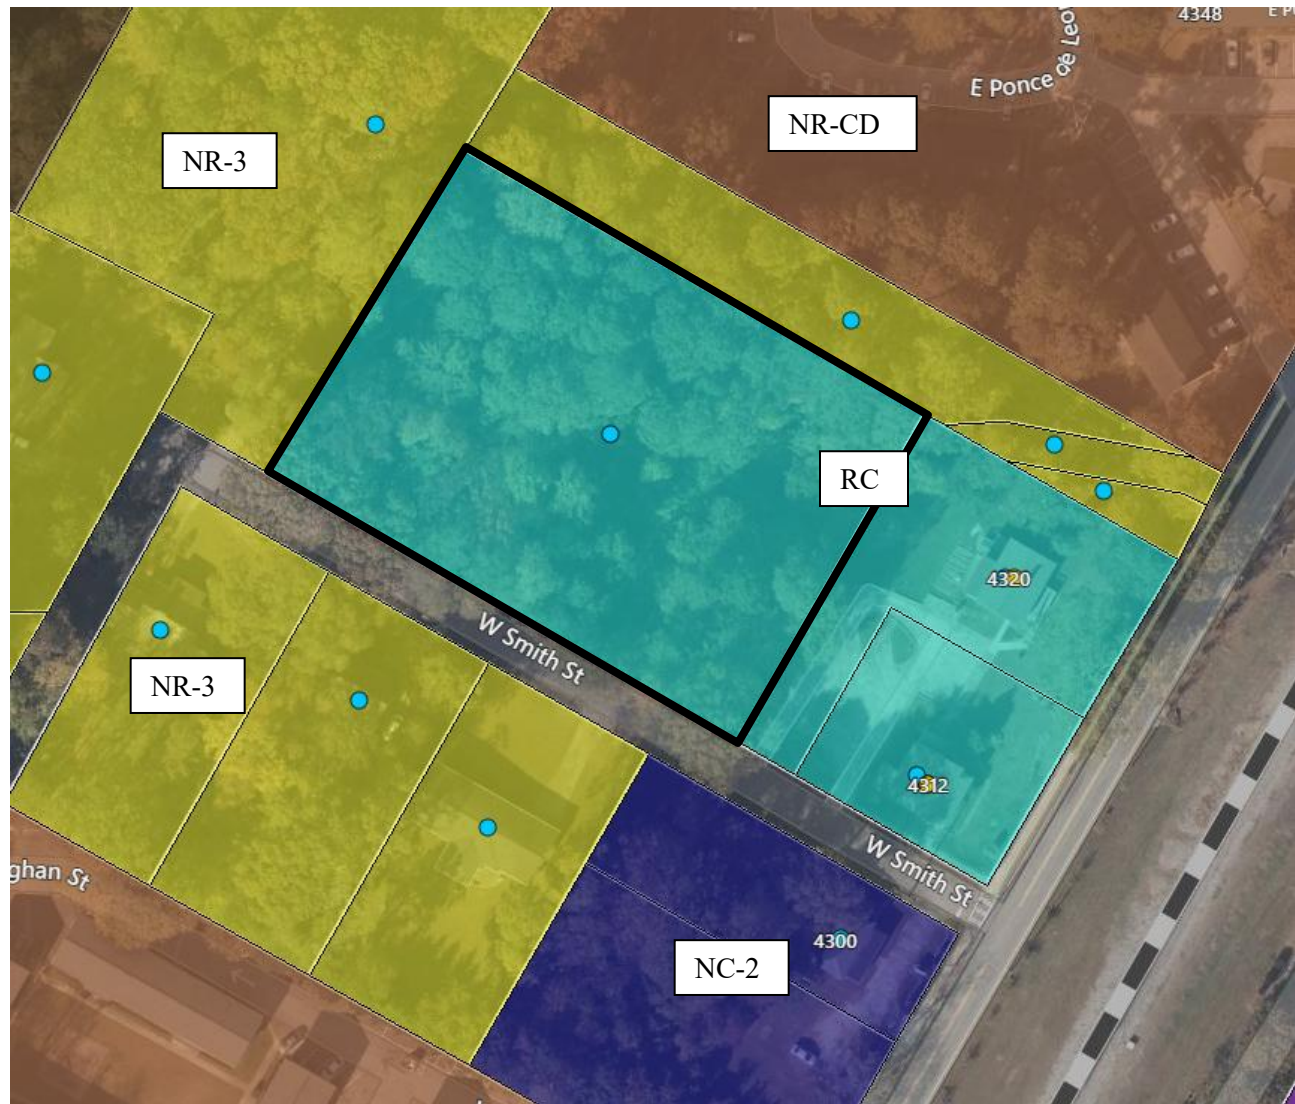 4348
E P
E Ponce de Leo
NR-CD
NR-3
RC
4320
W Smith St
NR-3
4312
W Smith St
ghan St
4300
NC-2